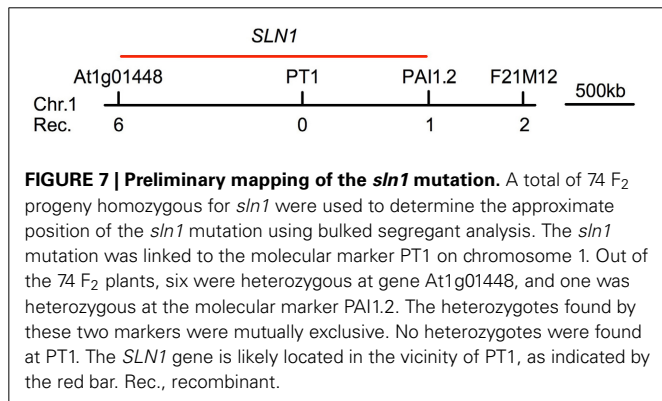 SLN1
At1g01448 PT1 PAI1.2 F21M12
500kb
Chr.1
Rec. 6 0 1 2
FIGURE 7 | Preliminary mapping of the sln1 mutation. A total of 74 F2
progeny homozygous for sln1 were used to determine the approximate
position of the sln1 mutation using bulked segregant analysis. The sln1
mutation was linked to the molecular marker PT1 on chromosome 1. Out of
the 74 F2 plants, six were heterozygous at gene At1g01448, and one was
heterozygous at the molecular marker PAI1.2. The heterozygotes found by
these two markers were mutually exclusive. No heterozygotes were found
at PT1. The SLN1 gene is likely located in the vicinity of PT1, as indicated by
the red bar. Rec., recombinant.